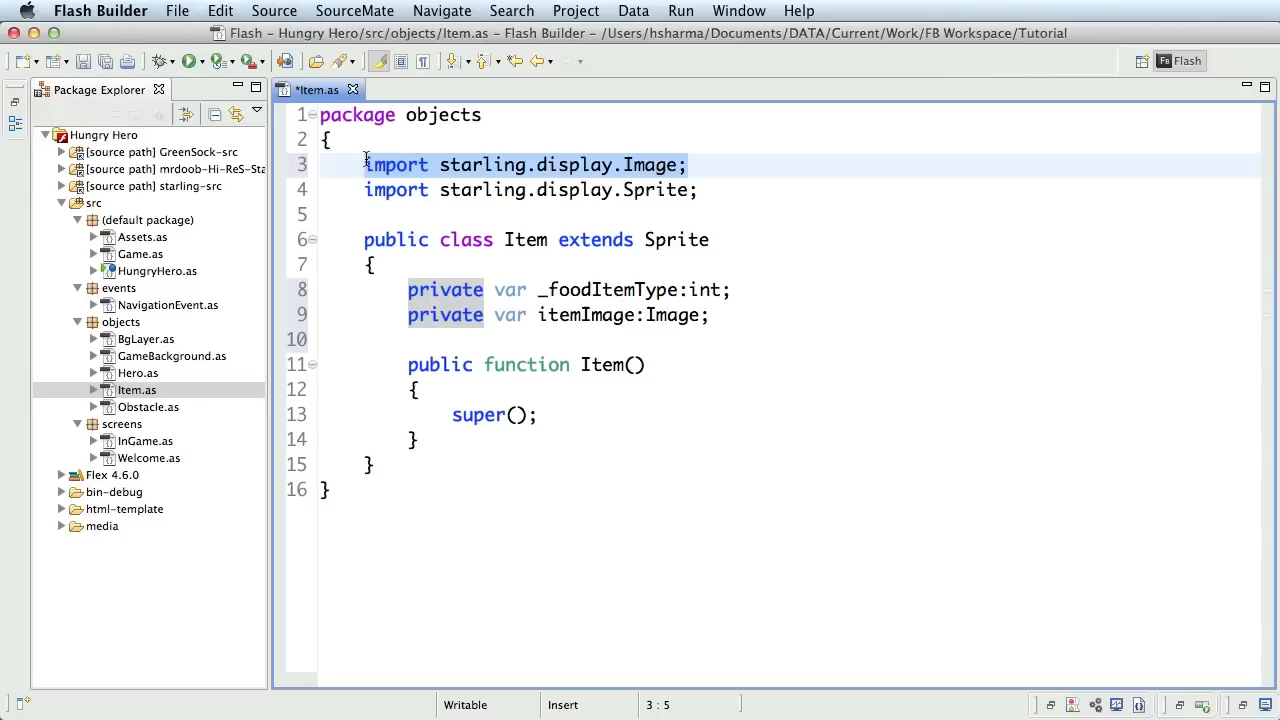 Flash Builder File Edit Source SourceMate Navigate Search Project Data Run Window Help
Flash - Hungry Hero/src/objects/Item.as - Flash Builder - /Users/hsharma/Documents/DATA/Current/Work/FB Workspace/Tutorial
Flash
Package Explorer
*Item.as
Hungry Hero
[source path] GreenSock-src
[source path] mrdoob-Hi-ReS-Sta
[source path] starling-src
src
(default package)
Assets.as
Game.as
HungryHero.as
events
NavigationEvent.as
objects
BgLayer.as
GameBackground.as
Hero.as
Item.as
Obstacle.as
screens
InGame.as
Welcome.as
Flex 4.6.0
bin-debug
html-template
media
1 package objects
2 {
3 import starling.display.Image;
4 import starling.display.Sprite;
5
6 public class Item extends Sprite
7 {
8 private var _foodItemType:int;
9 private var itemImage:Image;
10
11 public function Item()
12 {
13 super();
14 }
15 }
16 }
Writable Insert 3 : 5